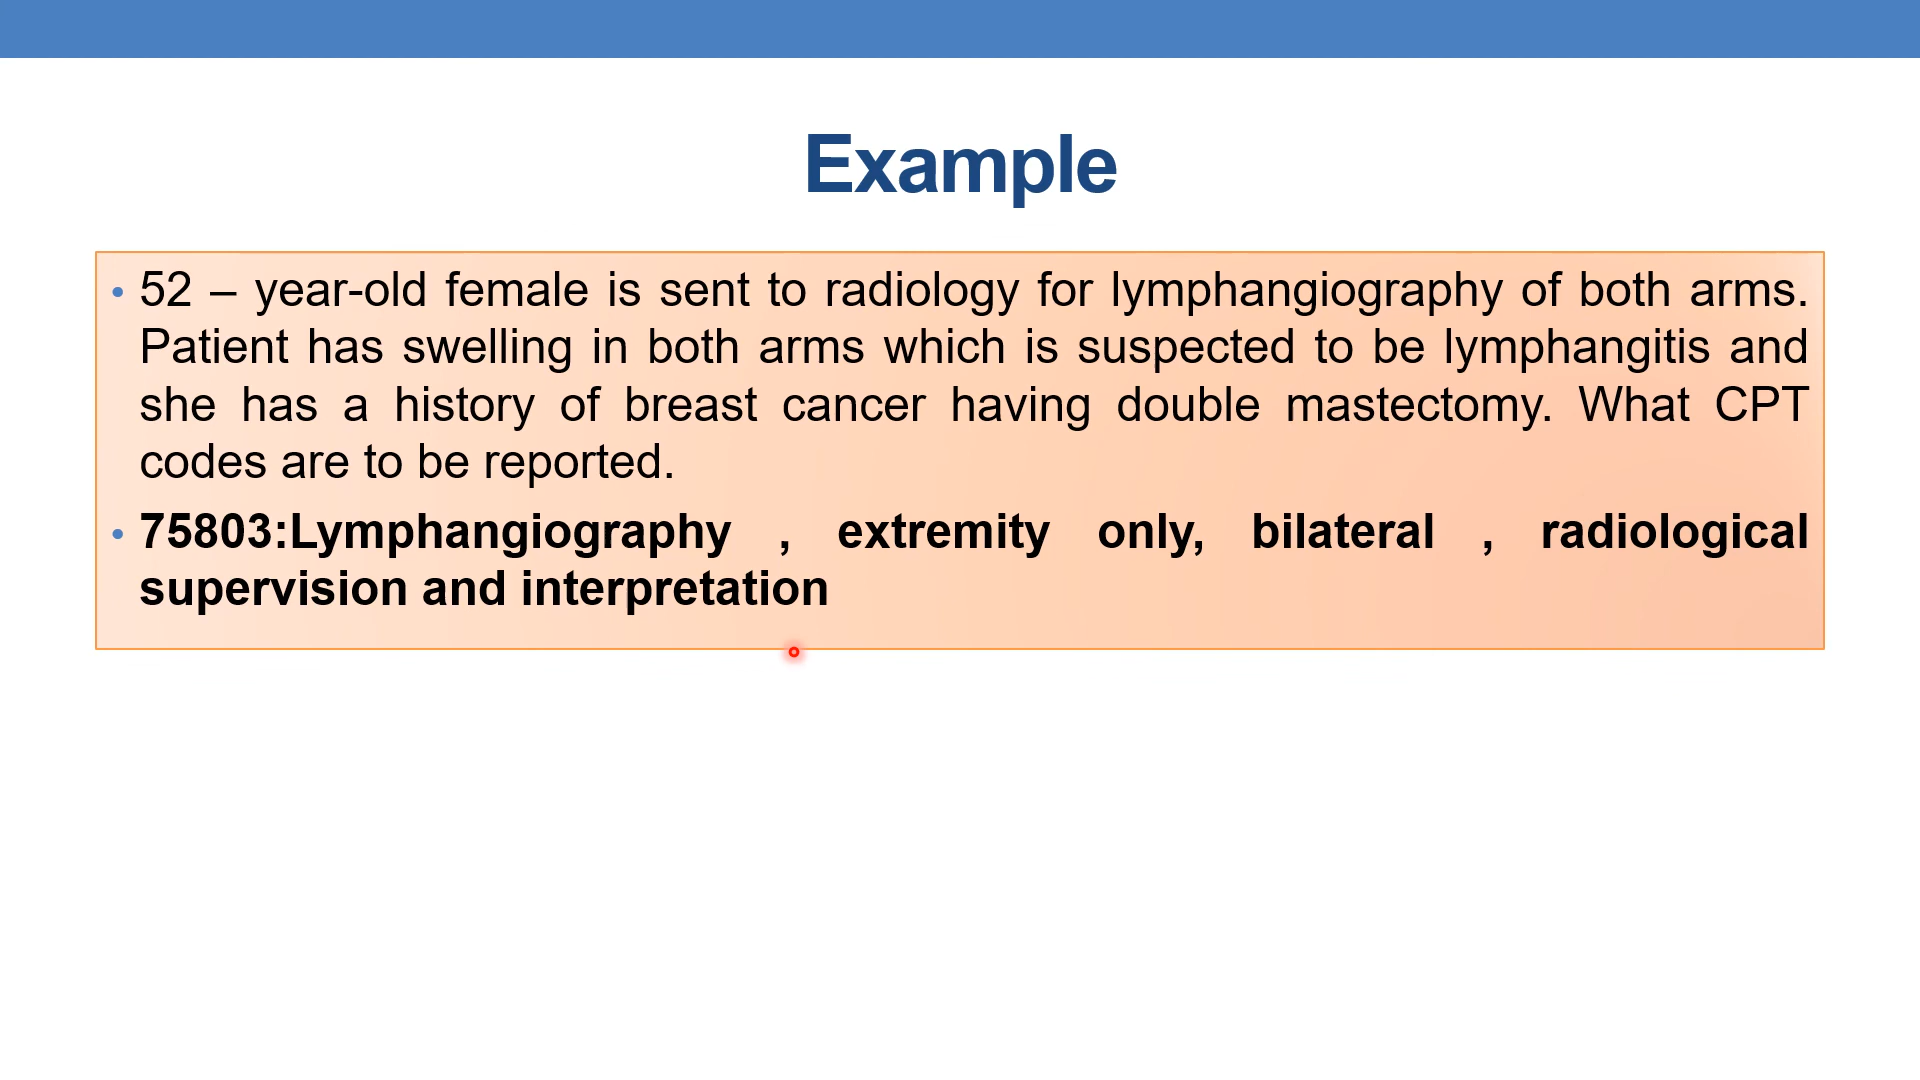 Example
• 52 – year-old female is sent to radiology for lymphangiography of both arms.
Patient has swelling in both arms which is suspected to be lymphangitis and
she has a history of breast cancer having double mastectomy. What CPT
codes are to be reported.
• 75803:Lymphangiography , extremity only, bilateral , radiological
supervision and interpretation